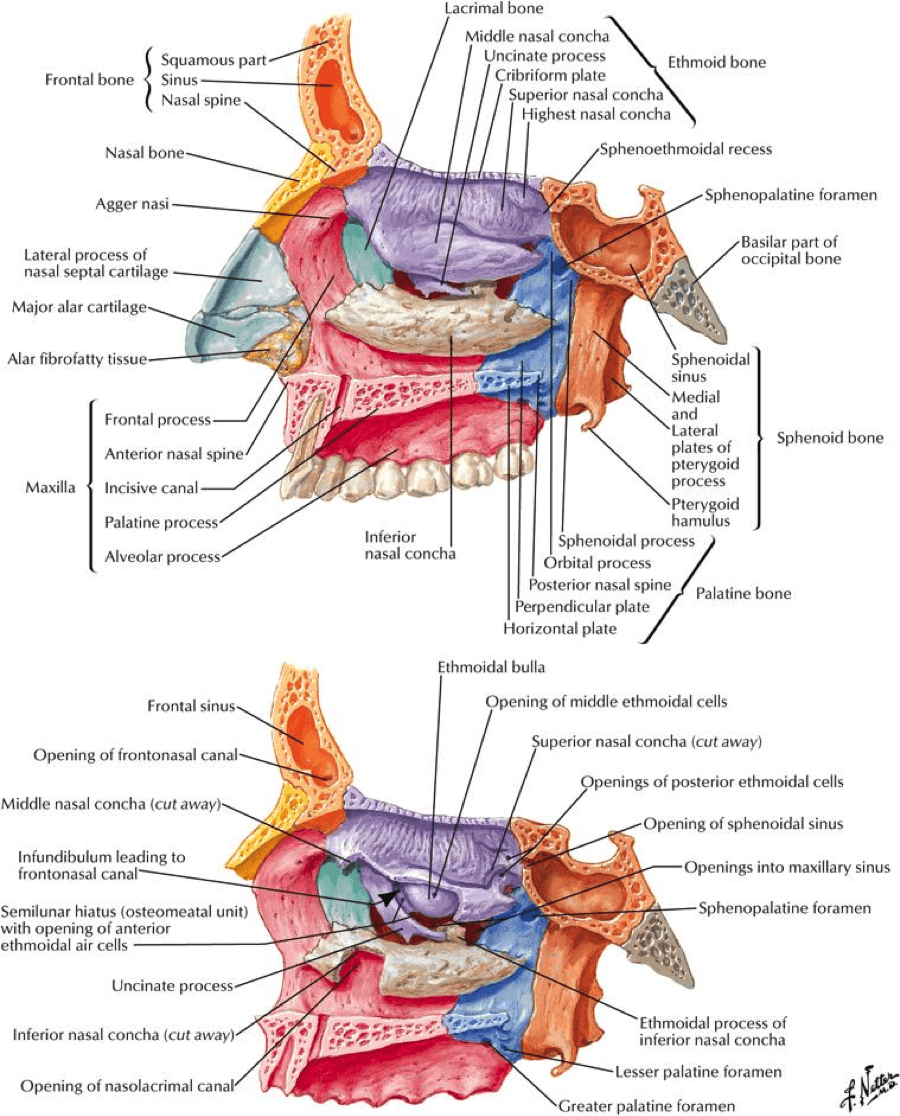 Lacrimal bone
Middle nasal concha
Uncinate process
Cribriform plate
Superior nasal concha
Highest nasal concha
Ethmoid bone
Frontal bone
Squamous part
Sinus
Nasal spine
Nasal bone
Sphenoethmoidal recess
Agger nasi
Sphenopalatine foramen
Lateral process of
nasal septal cartilage
Basilar part of
occipital bone
Major alar cartilage
Alar fibrofatty tissue
Maxilla
Frontal process
Anterior nasal spine
Incisive canal
Palatine process
Alveolar process
Inferior
nasal concha
Sphenoidal
sinus
Medial
and
Lateral
plates of
pterygoid
process
Pterygoid
hamulus
Sphenoid bone
Sphenoidal process
Orbital process
Posterior nasal spine
Perpendicular plate
Horizontal plate
Palatine bone
Ethmoidal bulla
Opening of middle ethmoidal cells
Frontal sinus
Opening of frontonasal canal
Superior nasal concha (cut away)
Middle nasal concha (cut away)
Openings of posterior ethmoidal cells
Opening of sphenoidal sinus
Infundibulum leading to
frontonasal canal
Openings into maxillary sinus
Semilunar hiatus (osteomeatal unit)
with opening of anterior
ethmoidal air cells
Sphenopalatine foramen
Uncinate process
Inferior nasal concha (cut away)
Ethmoidal process of
inferior nasal concha
Opening of nasolacrimal canal
Lesser palatine foramen
Greater palatine foramen
F. Netter
M.D.